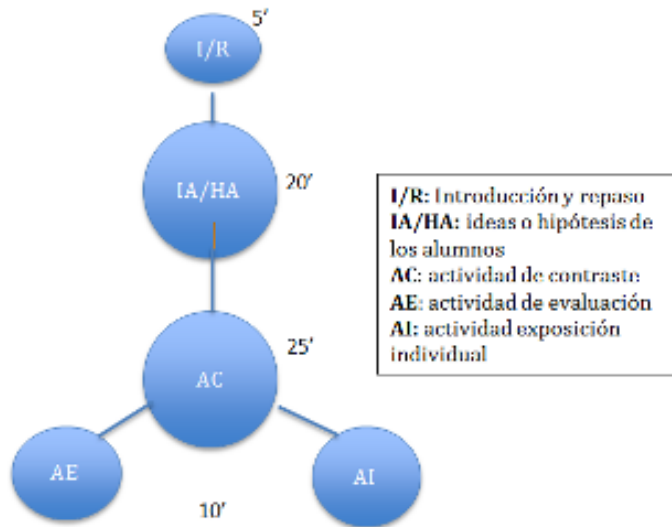 5'
I/R
IA/HA
20'
I/R: Introducción y repaso
IA/HA: ideas o hipótesis de
los alumnos
AC: actividad de contraste
AE: actividad de evaluación
AI: actividad exposición
individual
25'
AC
AE
AI
10'